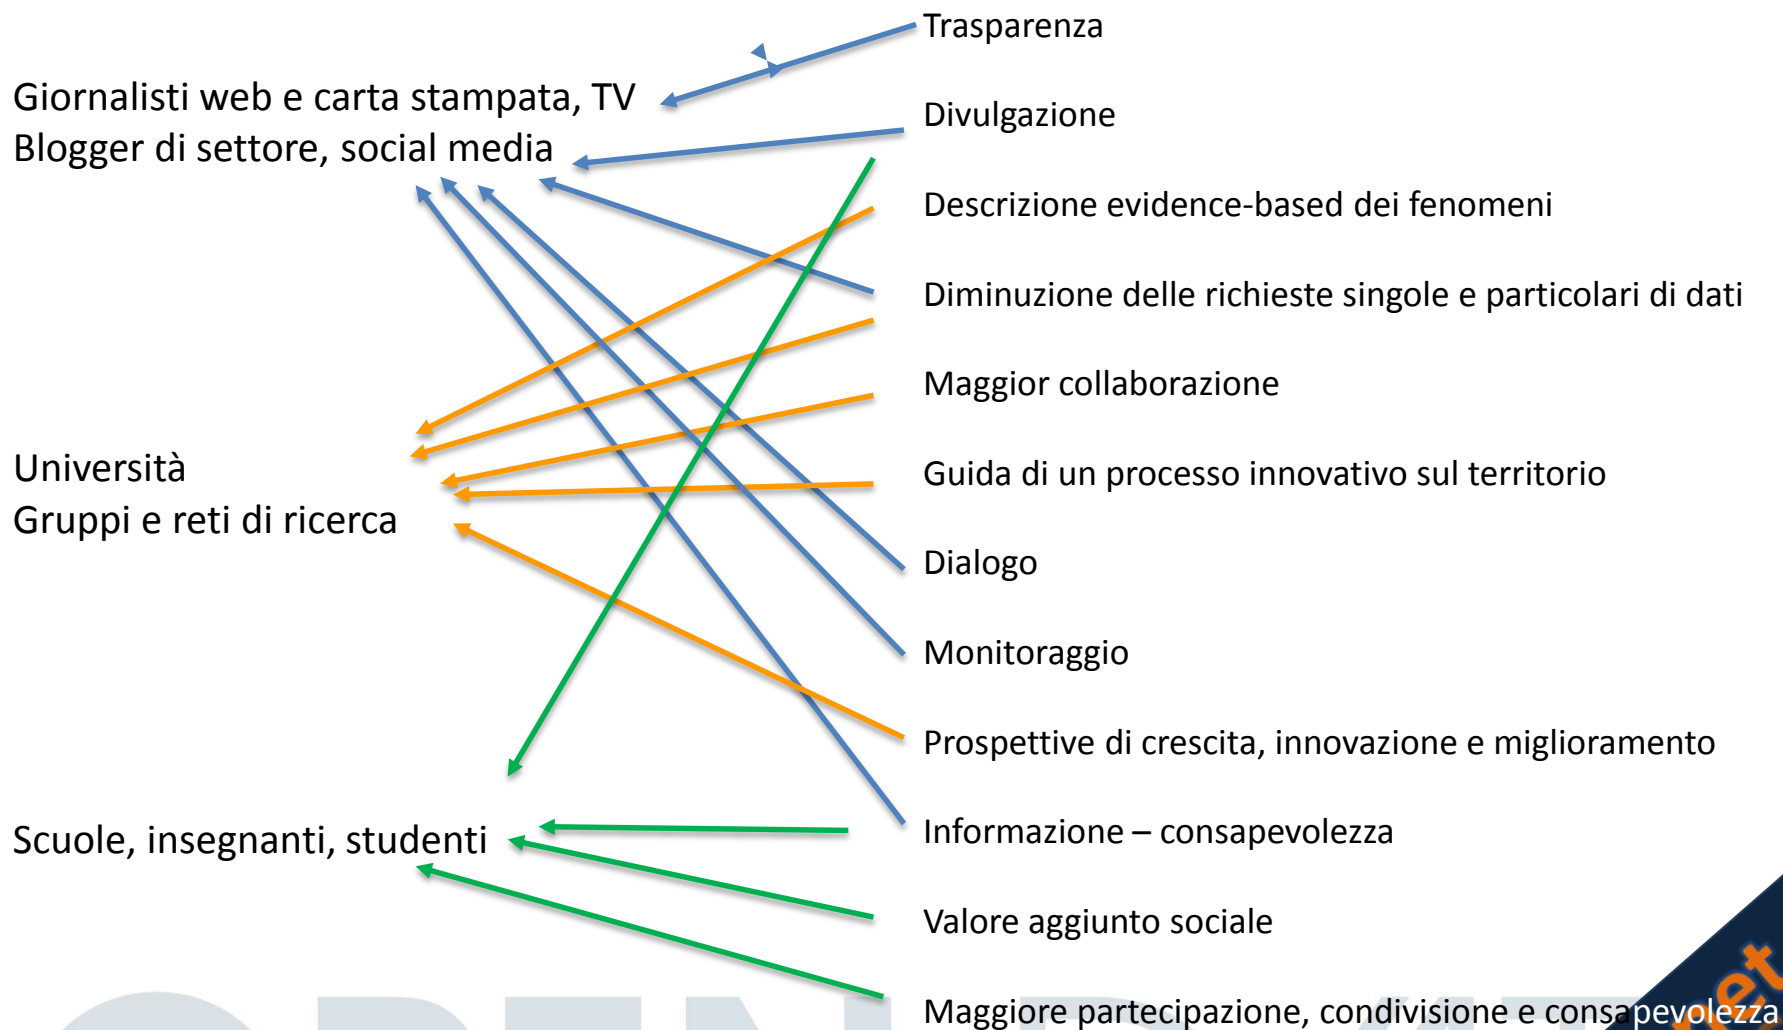 Giornalisti web e carta stampata, TV
Blogger di settore, social media
Università
Gruppi e reti di ricerca
Scuole, insegnanti, studenti
Trasparenza
Divulgazione
Descrizione evidence-based dei fenomeni
Diminuzione delle richieste singole e particolari di dati
Maggior collaborazione
Guida di un processo innovativo sul territorio
Dialogo
Monitoraggio
Prospettive di crescita, innovazione e miglioramento
Informazione – consapevolezza
Valore aggiunto sociale
Maggiore partecipazione, condivisione e consapevolezza